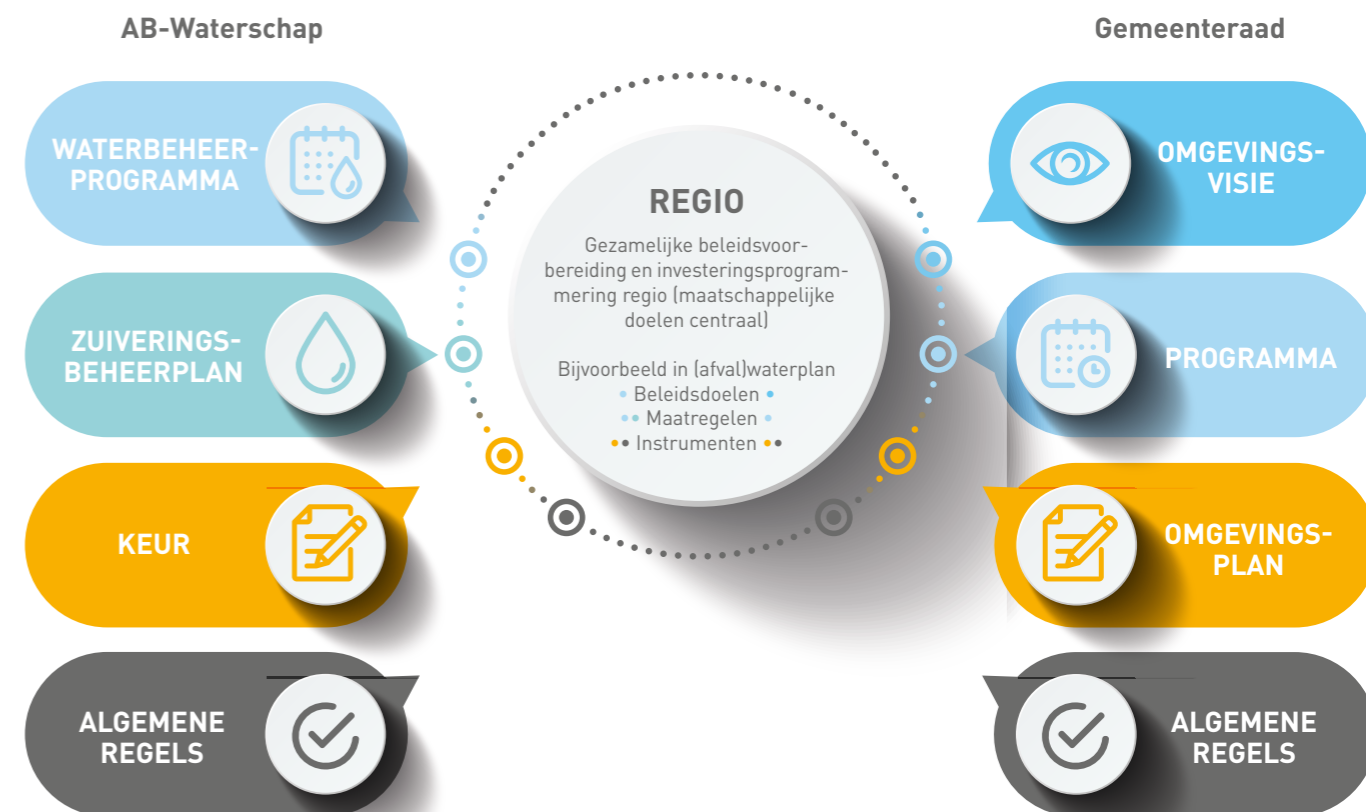 AB-Waterschap
Gemeenteraad
WATERBEHEER-
PROGRAMMA
ZUIVERINGS-
BEHEERPLAN
KEUR
ALGEMENE
REGELS
REGIO
Gezamelijke beleidsvoor-
bereiding en investeringsprogram-
mering regio (maatschappelijke
doelen centraal)
Bijvoorbeeld in (afval)waterplan
• Beleidsdoelen •
•• Maatregelen •
•• Instrumenten ••
OMGEVINGS-
VISIE
PROGRAMMA
OMGEVINGS-
PLAN
ALGEMENE
REGELS